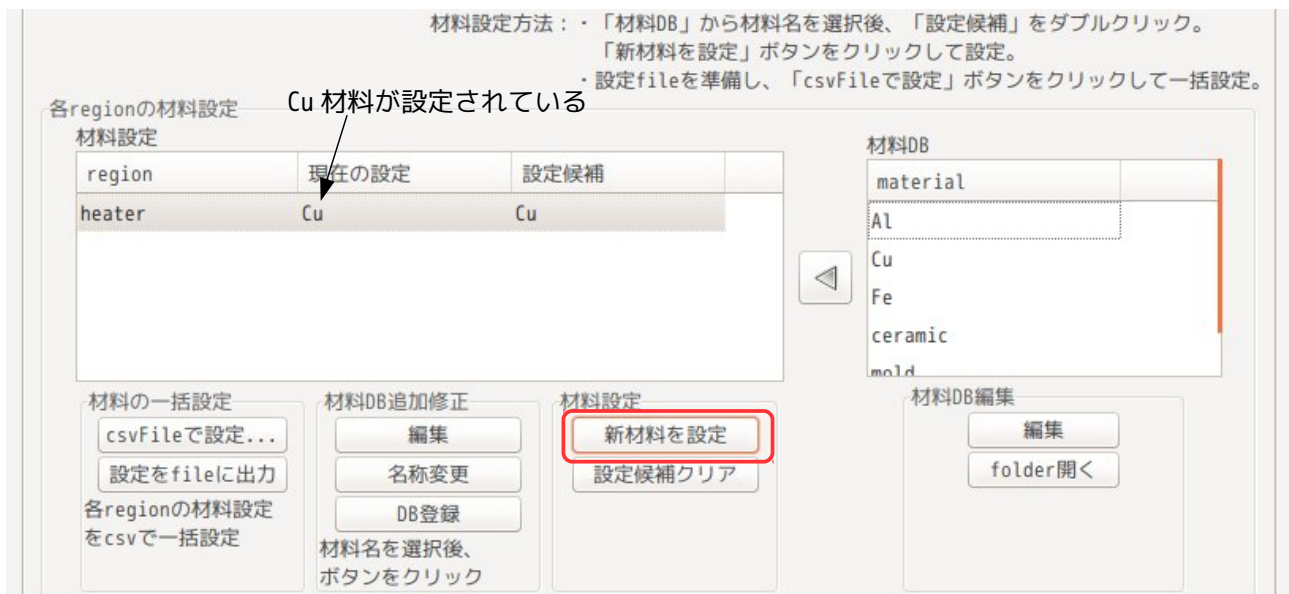 材料設定方法：・「材料DB」から材料名を選択後、「設定候補」をダブルクリック。
「新材料を設定」ボタンをクリックして設定。
・設定fileを準備し、「csvFileで設定」ボタンをクリックして一括設定。
各regionの材料設定
Cu 材料が設定されている
材料設定
region 現在の設定 設定候補
heater Cu Cu
材料DB
material
Al
Cu
Fe
ceramic
mold
材料の一括設定
csvFileで設定...
設定をfileに出力
各regionの材料設定
をcsvで一括設定
材料DB追加修正
編集
名称変更
DB登録
材料名を選択後、
ボタンをクリック
材料設定
新材料を設定
設定候補クリア
材料DB編集
編集
folder開く